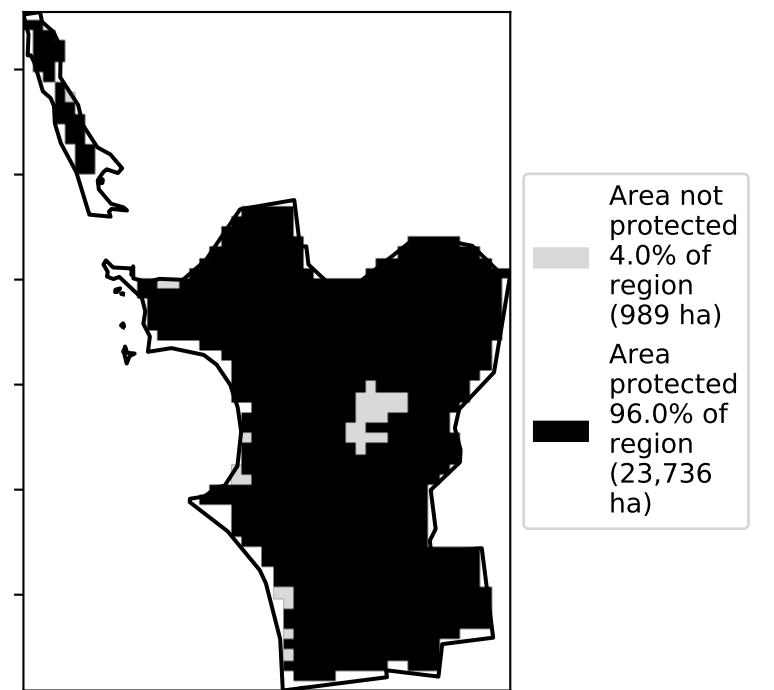 Area not
protected
4.0% of
region
(989 ha)
Area
protected
96.0% of
region
(23,736
ha)